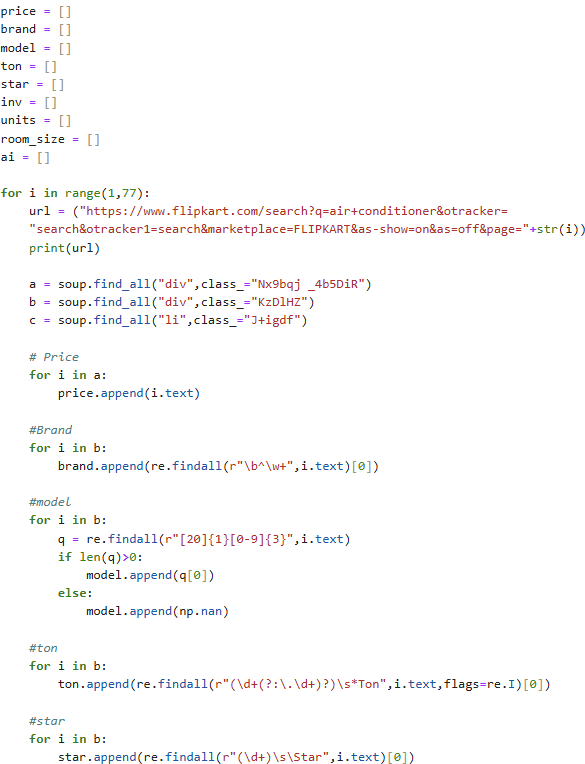 price = []
brand = []
model = []
ton = []
star = []
inv = []
units = []
room_size = []
ai = []

for i in range(1,77):
    url = ("https://www.flipkart.com/search?q=air+conditioner&otracker=
    "search&otracker1=search&marketplace=FLIPKART&as-show=on&as=off&page="+str(i))
    print(url)

    a = soup.find_all("div",class_="Nx9bqj _4b5DiR")
    b = soup.find_all("div",class_="KzDlHZ")
    c = soup.find_all("li",class_="J+igdf")

    # Price
    for i in a:
        price.append(i.text)

    #Brand
    for i in b:
        brand.append(re.findall(r"\b^\w+",i.text)[0])

    #model
    for i in b:
        q = re.findall(r"[20]{1}[0-9]{3}",i.text)
        if len(q)>0:
            model.append(q[0])
        else:
            model.append(np.nan)

    #ton
    for i in b:
        ton.append(re.findall(r"(\d+(?:\.\d+)?)\s*Ton",i.text,flags=re.I)[0])

    #star
    for i in b:
        star.append(re.findall(r"(\d+)\s\Star",i.text)[0])